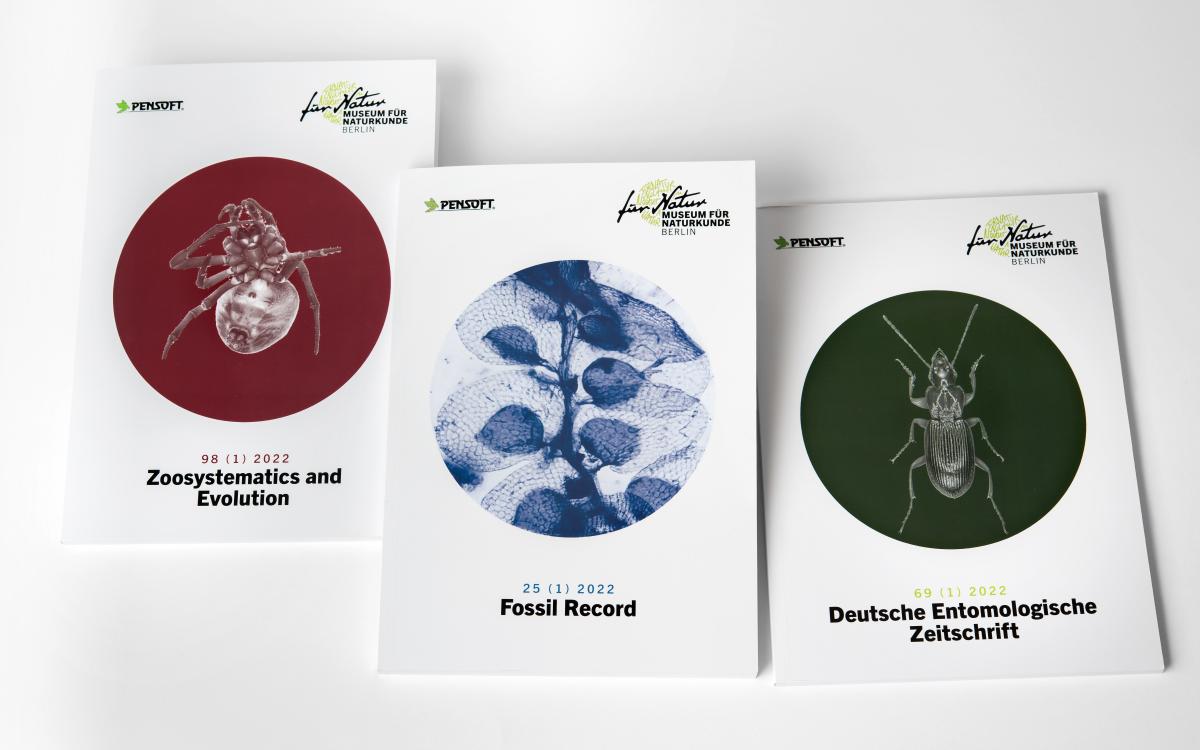 PENSOFT.
für Natur
MUSEUM FÜR
NATURKUNDE
BERLIN
98 (1) 2022
Zoosystematics and
Evolution
PENSOFT.
für Natur
MUSEUM FÜR
NATURKUNDE
BERLIN
25 (1) 2022
Fossil Record
PENSOFT.
für Natur
MUSEUM FÜR
NATURKUNDE
BERLIN
69 (1) 2022
Deutsche Entomologische
Zeitschrift